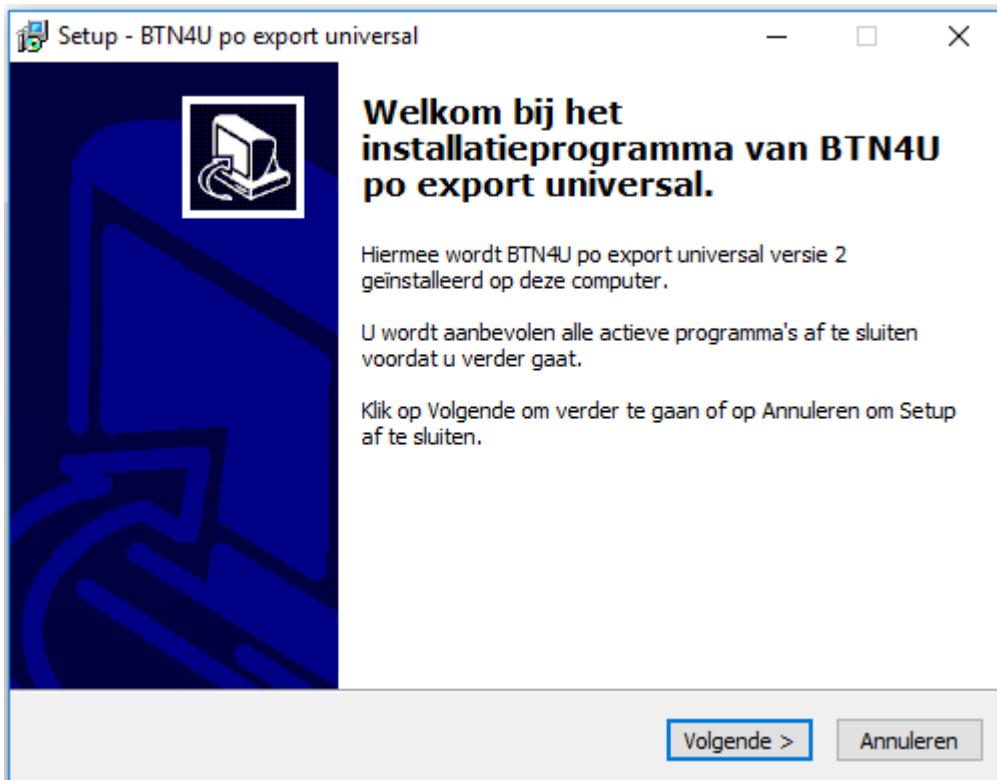 Setup - BTN4U po export universal
Welkom bij het
installatieprogramma van BTN4U
po export universal.
Hiermee wordt BTN4U po export universal versie 2
geïnstalleerd op deze computer.
U wordt aanbevolen alle actieve programma's af te sluiten
voordat u verder gaat.
Klik op Volgende om verder te gaan of op Annuleren om Setup
af te sluiten.
Volgende >
Annuleren